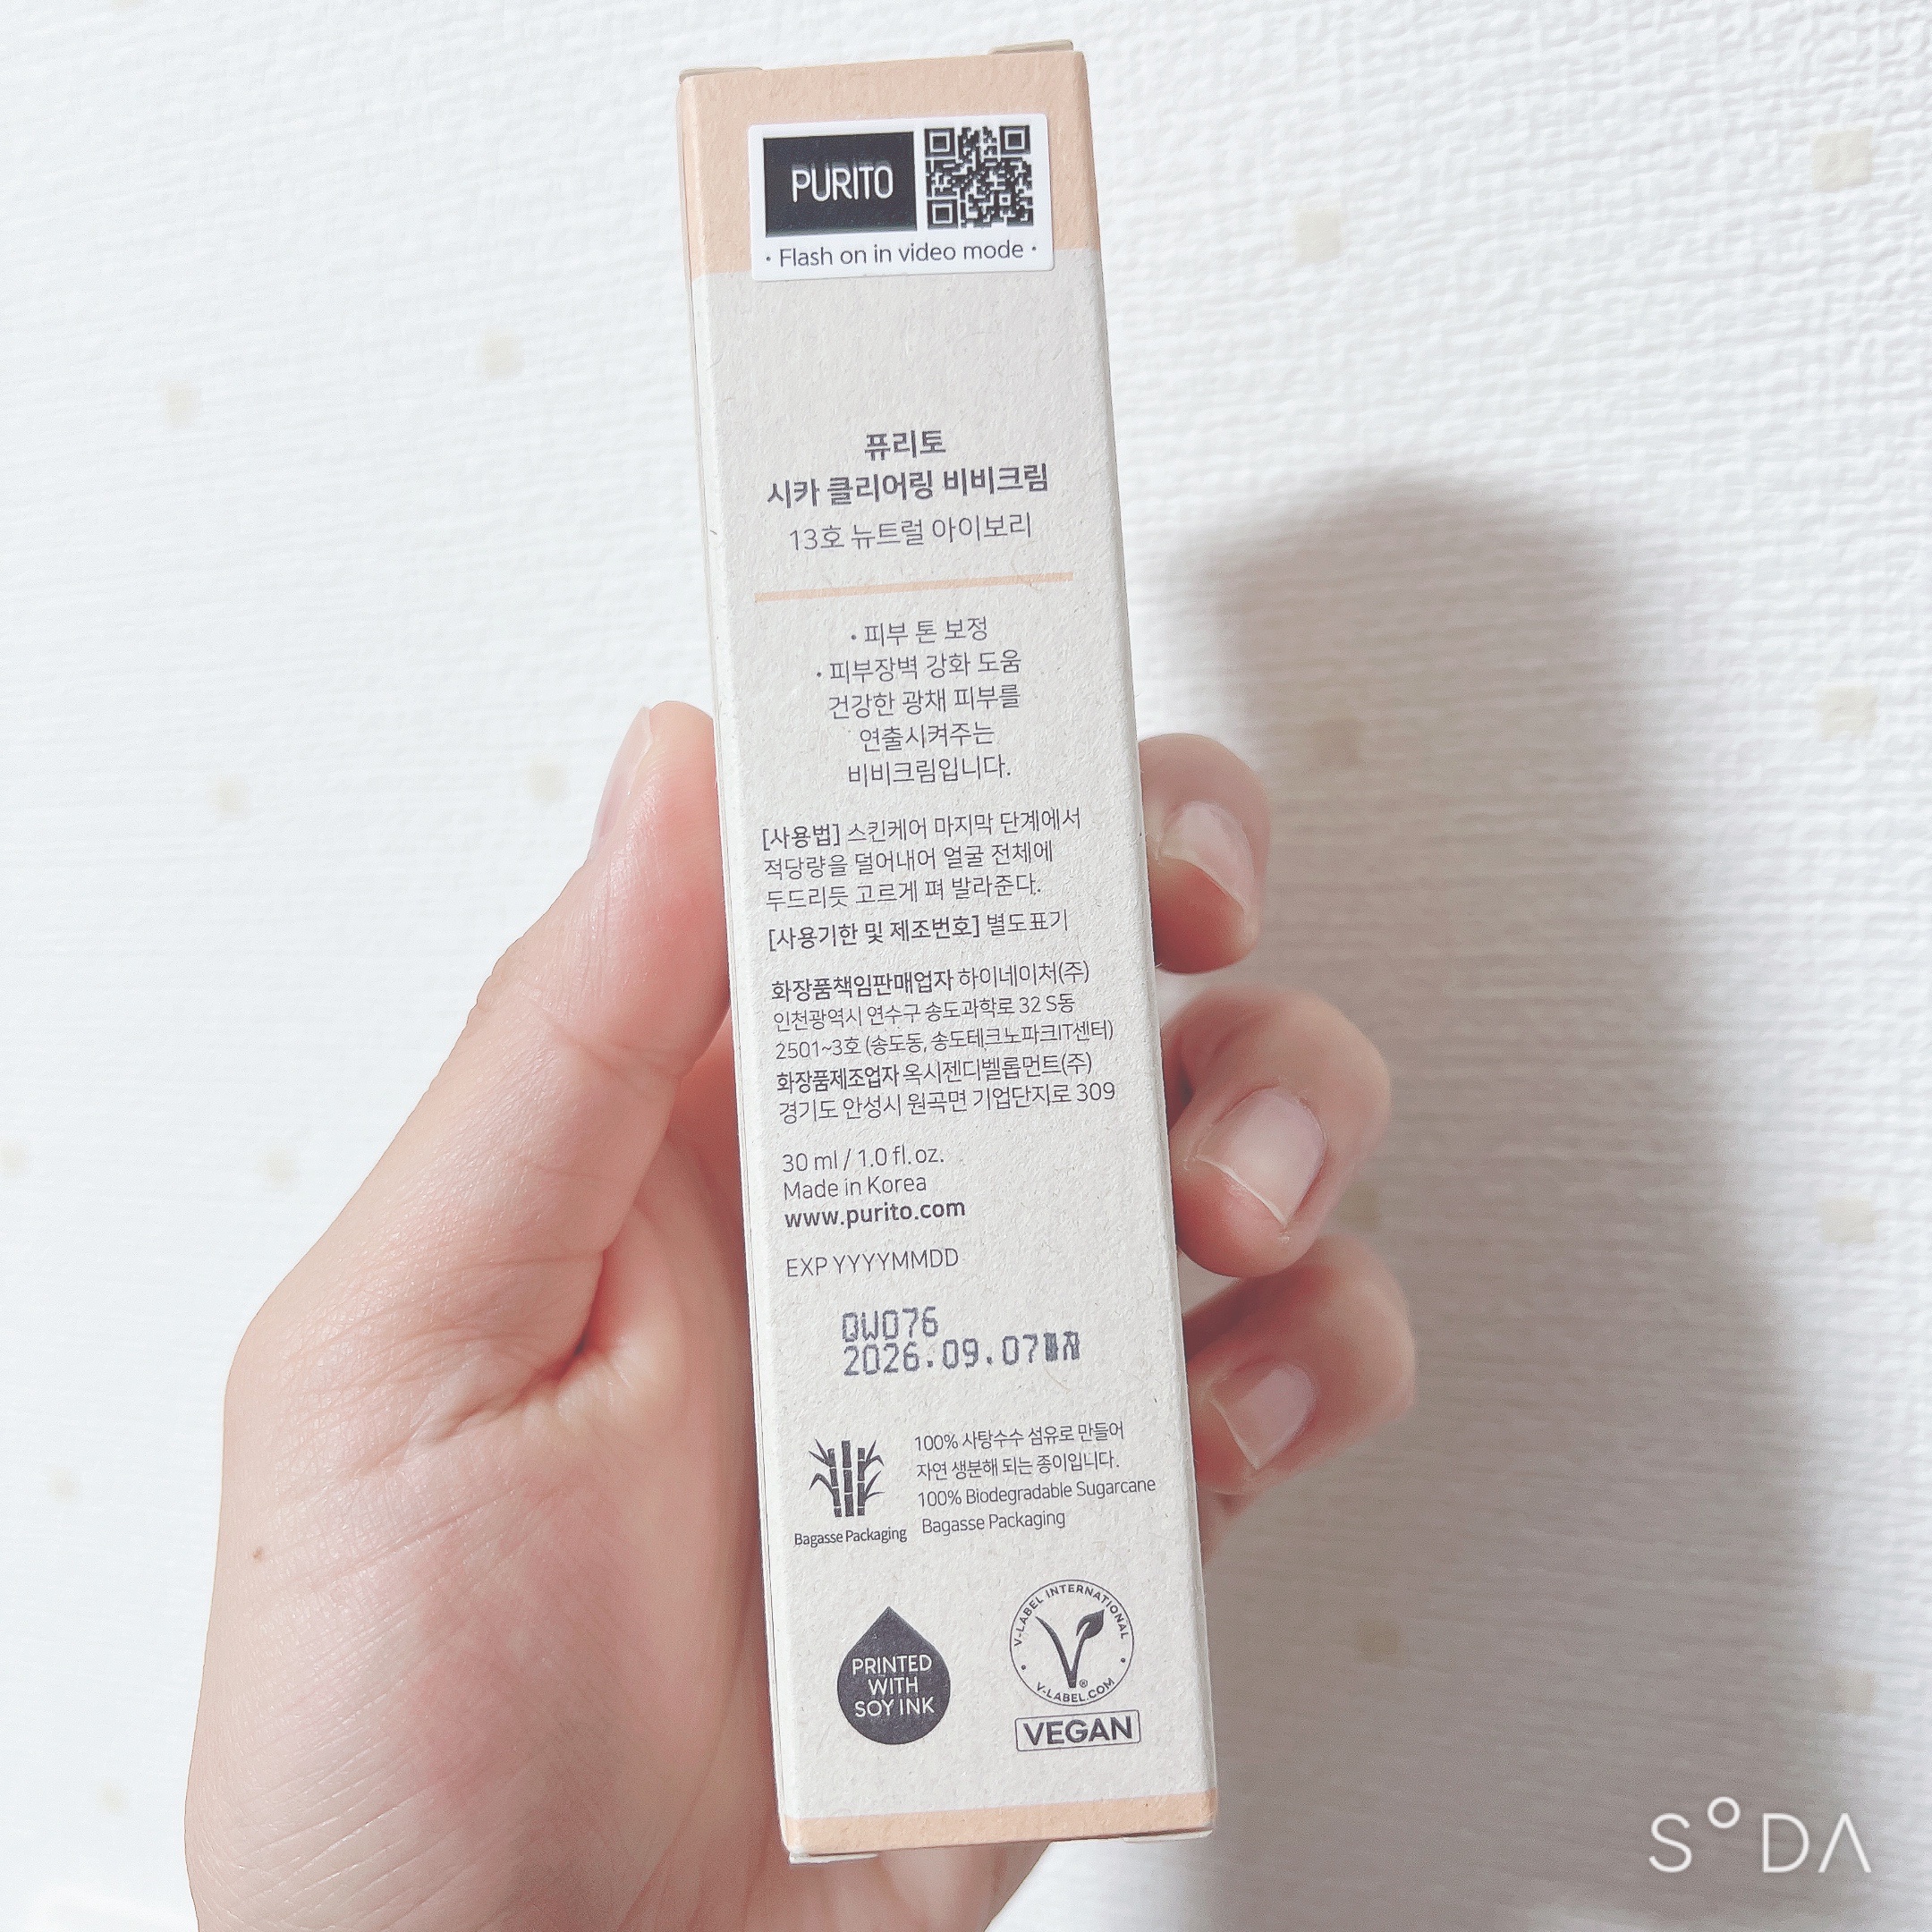 PURITO
· Flash on in video mode ·
퓨리토
시카 클리어링 비비크림
13호 뉴트럴 아이보리
· 피부 톤 보정
· 피부장벽 강화 도움
건강한 광채 피부를
연출시켜주는
비비크림입니다.
[사용법] 스킨케어 마지막 단계에서
적당량을 덜어내어 얼굴 전체에
두드리듯 고르게 펴 발라준다.
[사용기한 및 제조번호] 별도표기
화장품책임판매업자 하이네이처(주)
인천광역시 연수구 송도과학로 32 S동
2501~3호 (송도동, 송도테크노파크IT센터)
화장품제조업자 옥시젠디벨롭먼트(주)
경기도 안성시 원곡면 기업단지로 309
30 ml / 1.0 fl. oz.
Made in Korea
www.purito.com
EXP YYYYMMDD
QW076
2026.09.07까지
100% 사탕수수 섬유로 만들어
자연 생분해 되는 종이입니다.
100% Biodegradable Sugarcane
Bagasse Packaging
Bagasse Packaging
PRINTED
WITH
SOY INK
V-LABEL INTERNATIONAL
V®
V-LABEL.COM
VEGAN
SODA